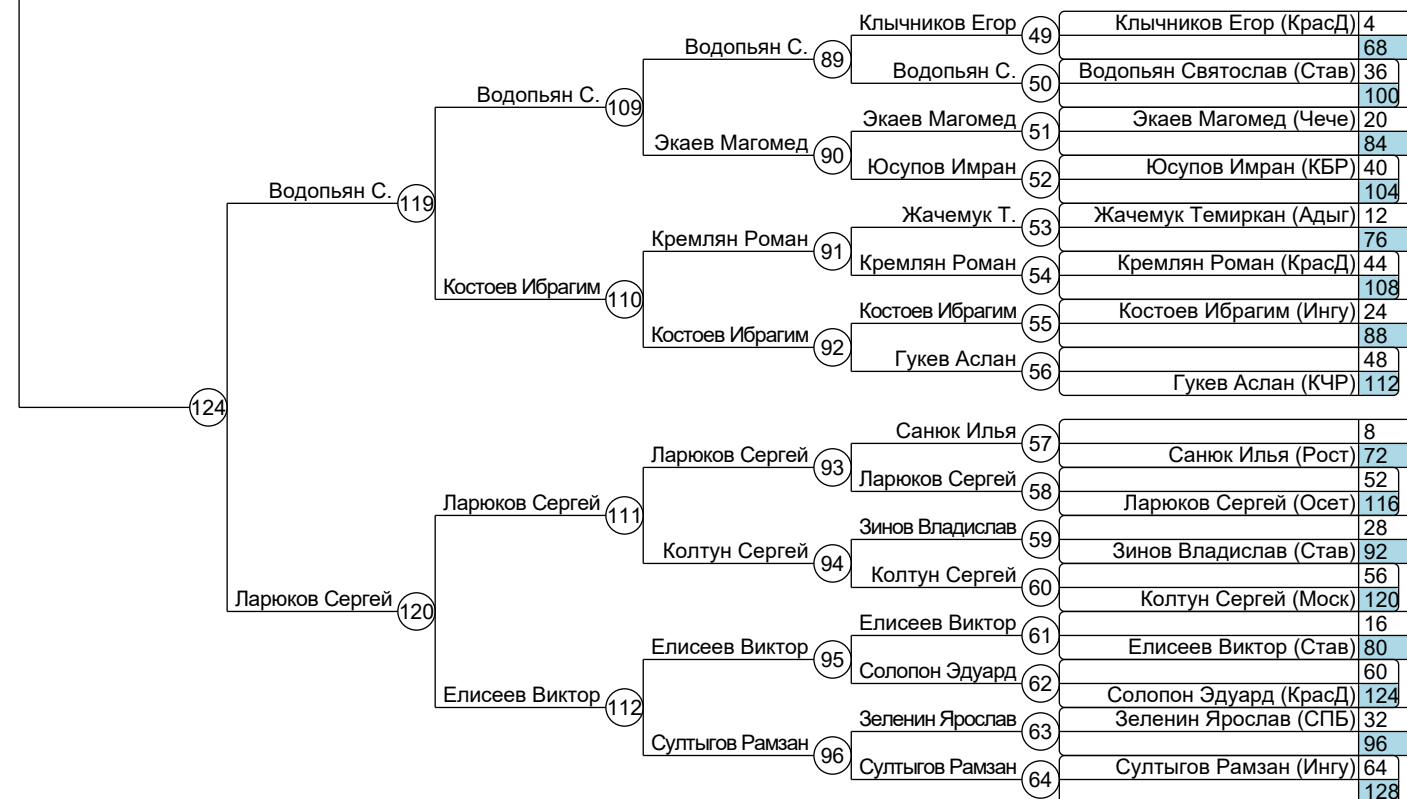 Клычников Егор 49 Клычников Егор (КрасД) 4
Водопьян С. 89 68
Водопьян С. 50 Водопьян Святослав (Став) 36
Водопьян С. 109 100
Экаев Магомед 51 Экаев Магомед (Чече) 20
Экаев Магомед 90 84
Юсупов Имран 52 Юсупов Имран (КБР) 40
Водопьян С. 119 104
Жачемук Т. 53 Жачемук Темиркан (Адыг) 12
Кремлян Роман 91 76
Кремлян Роман 54 Кремлян Роман (КрасД) 44
Костоев Ибрагим 110 108
Костоев Ибрагим 55 Костоев Ибрагим (Ингу) 24
Костоев Ибрагим 92 88
Гукев Аслан 56 48
Гукев Аслан (КЧР) 112
124
Санюк Илья 57 8
Ларюков Сергей 93 Санюк Илья (Рост) 72
Ларюков Сергей 58 52
Ларюков Сергей 111 Ларюков Сергей (Осет) 116
Зинов Владислав 59 28
Колтун Сергей 94 Зинов Владислав (Став) 92
Колтун Сергей 60 56
Ларюков Сергей 120 Колтун Сергей (Моск) 120
Елисеев Виктор 61 16
Елисеев Виктор 95 Елисеев Виктор (Став) 80
Солопон Эдуард 62 60
Елисеев Виктор 112 Солопон Эдуард (КрасД) 124
Зеленин Ярослав 63 Зеленин Ярослав (СПБ) 32
Султыгов Рамзан 96 96
Султыгов Рамзан 64 Султыгов Рамзан (Ингу) 64
128